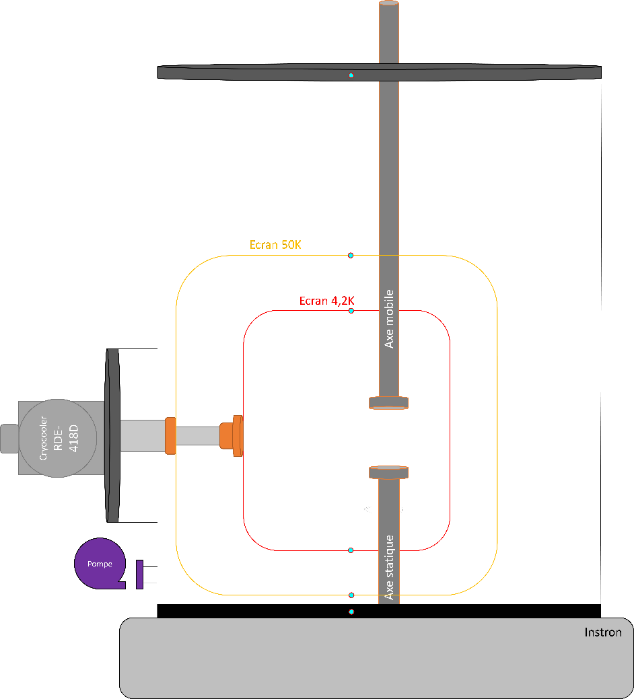 Ecran 50K
Ecran 4,2K
Axe mobile
Cryocooler
RDE-
418D
Pompe
Axe statique
Instron